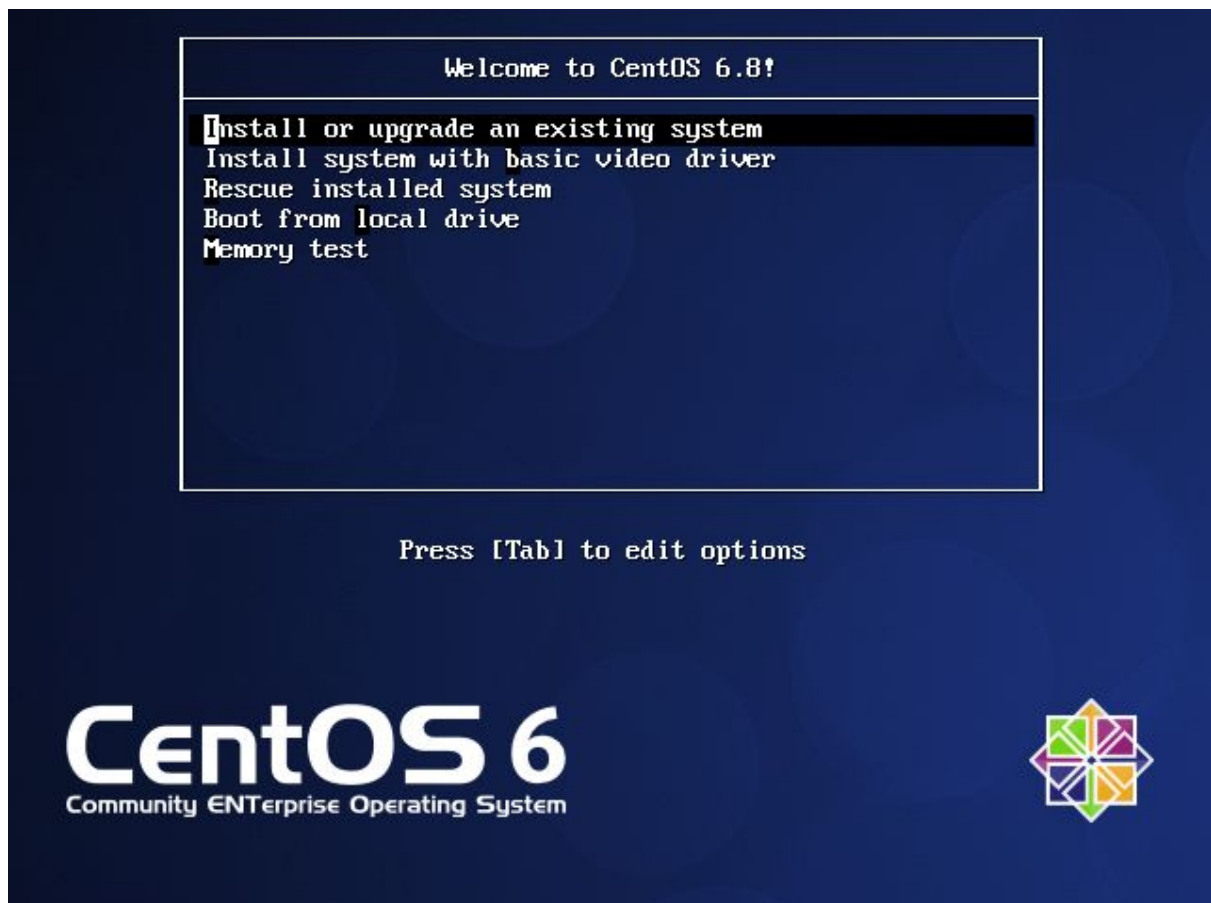 Welcome to CentOS 6.8!
Install or upgrade an existing system
Install system with basic video driver
Rescue installed system
Boot from local drive
Memory test
Press [Tab] to edit options
CentOS 6
Community ENTerprise Operating System